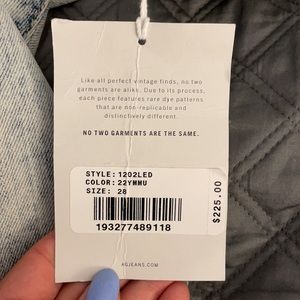 Like all perfect vintage finds, no two
garments are alike. Due to its process,
each piece features rare dye patterns
that are non-replicable and
distinctively different.
NO TWO GARMENTS ARE THE SAME.
STYLE: 1202LED
COLOR: 22YMMU
SIZE: 28
$225.00
193277489118
AGJEANS.COM